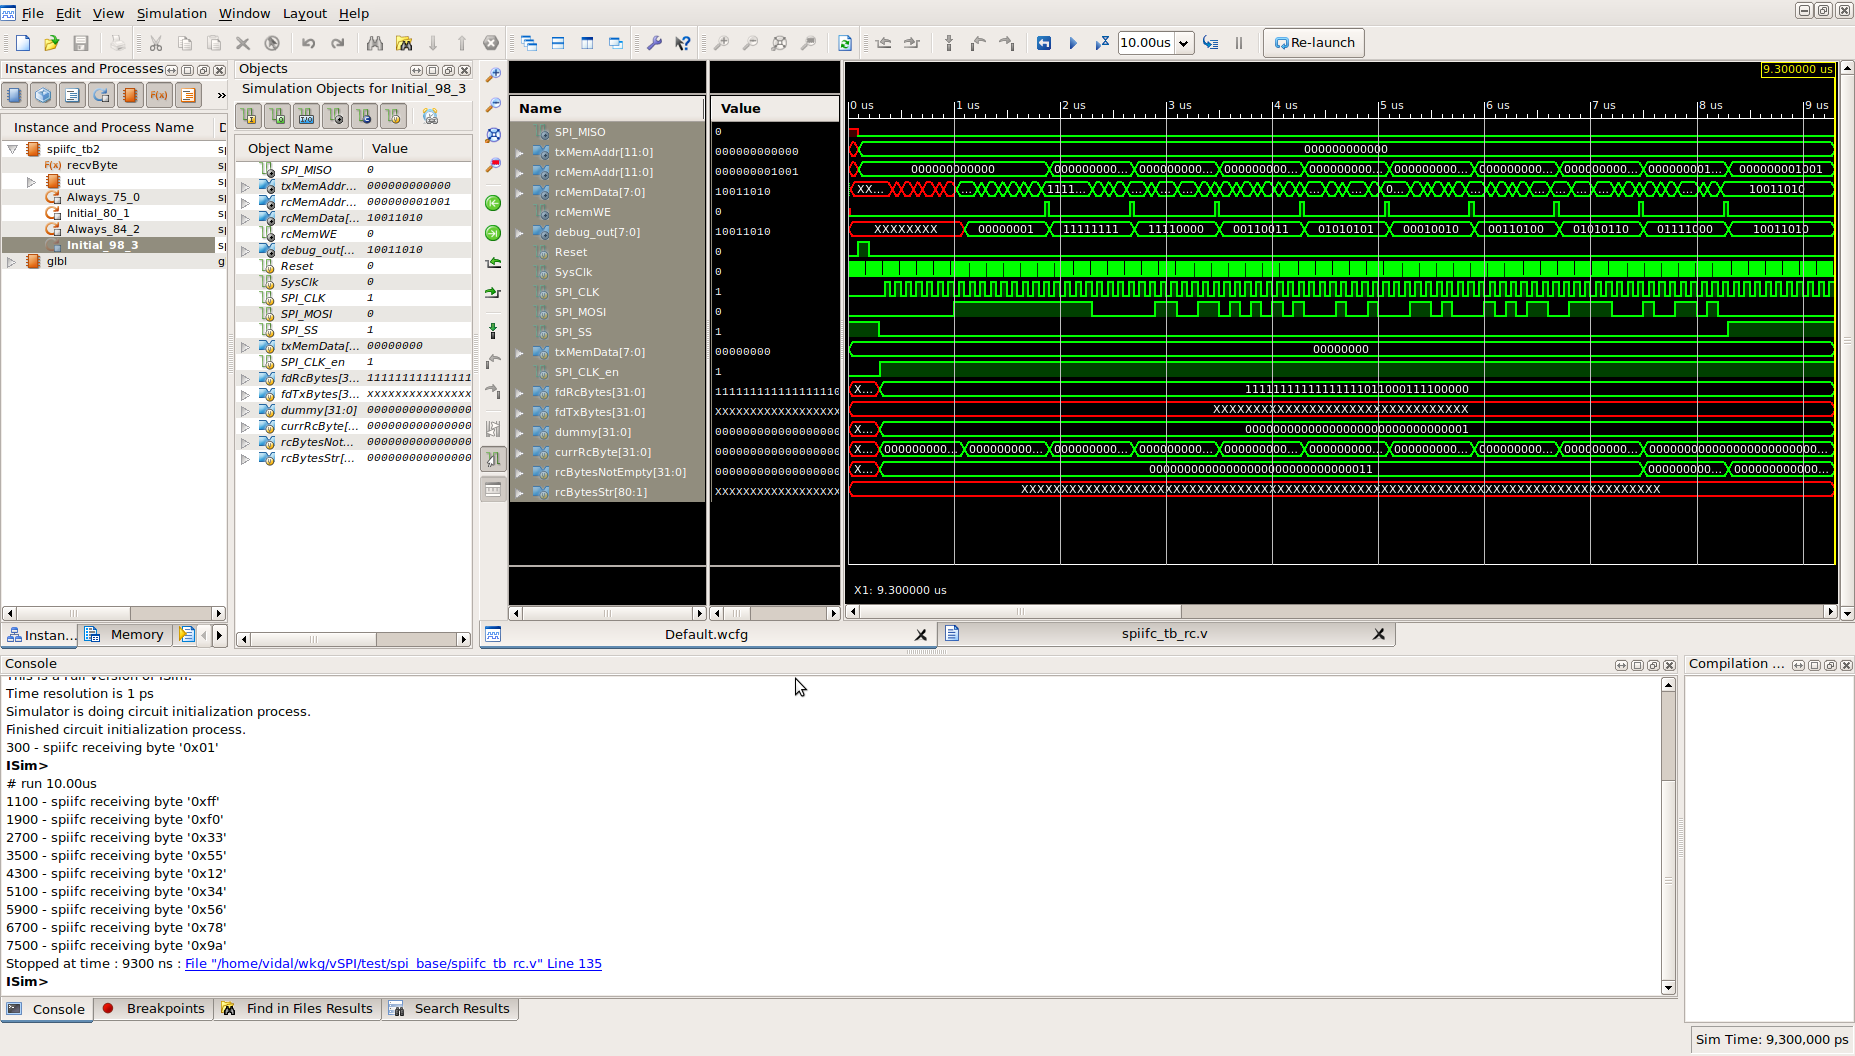 File Edit View Simulation Window Layout Help
10.00us Re-launch
Instances and Processes
Instance and Process Name
spiifc_tb2
F(x) recvByte
uut
Always_75_0
Initial_80_1
Always_84_2
Initial_98_3
glbl
Instan... Memory
Objects
Simulation Objects for Initial_98_3
Object Name Value
SPI_MISO 0
txMemAddr... 000000000000
rcMemAddr... 000000001001
rcMemData[... 10011010
rcMemWE 0
debug_out[... 10011010
Reset 0
SysClk 0
SPI_CLK 1
SPI_MOSI 0
SPI_SS 1
txMemData[... 00000000
SPI_CLK_en 1
fdRcBytes[3... 111111111111111
fdTxBytes[3... xxxxxxxxxxxxxxx
dummy[31:0] 000000000000000
currRcByte[... 000000000000000
rcBytesNot... 000000000000000
rcBytesStr[... 000000000000000
Name Value
SPI_MISO 0
txMemAddr[11:0] 000000000000
rcMemAddr[11:0] 000000001001
rcMemData[7:0] 10011010
rcMemWE 0
debug_out[7:0] 10011010
Reset 0
SysClk 0
SPI_CLK 1
SPI_MOSI 0
SPI_SS 1
txMemData[7:0] 00000000
SPI_CLK_en 1
fdRcBytes[31:0] 111111111111111110
fdTxBytes[31:0] XXXXXXXXXXXXXXXXXX
dummy[31:0] 000000000000000000
currRcByte[31:0] 000000000000000000
rcBytesNotEmpty[31:0] 000000000000000000
rcBytesStr[80:1] XXXXXXXXXXXXXXXXXX
9.300000 us
0 us 1 us 2 us 3 us 4 us 5 us 6 us 7 us 8 us 9 us
000000000000
000000000000 000000000... 000000000... 000000000... 000000000... 000000000... 000000000... 000000000... 000000001... 000000001001
XX... ... ... 1111... ... ... ... ... 0... ... ... ... ... ... ... 10011010
XXXXXXXX 00000001 11111111 11110000 00110011 01010101 00010010 00110100 01010110 01111000 10011010
00000000
X... 11111111111111111011000111100000
XXXXXXXXXXXXXXXXXXXXXXXXXXXXXXXX
X... 00000000000000000000000000000001
X... 000000000... 000000000... 000000000... 000000000... 000000000... 000000000... 000000000... 000000000... 000000000... 00000000000000000000000...
X... 00000000000000000000000000000011 000000000... 000000000000...
XXXXXXXXXXXXXXXXXXXXXXXXXXXXXXXXXXXXXXXXXXXXXXXXXXXXXXXXXXXXXXXXXXXXXXXXXXXXXXXX
X1: 9.300000 us
Default.wcfg spiifc_tb_rc.v
Console
This is a Full version of ISim.
Time resolution is 1 ps
Simulator is doing circuit initialization process.
Finished circuit initialization process.
300 - spiifc receiving byte '0x01'
ISim>
# run 10.00us
1100 - spiifc receiving byte '0xff'
1900 - spiifc receiving byte '0xf0'
2700 - spiifc receiving byte '0x33'
3500 - spiifc receiving byte '0x55'
4300 - spiifc receiving byte '0x12'
5100 - spiifc receiving byte '0x34'
5900 - spiifc receiving byte '0x56'
6700 - spiifc receiving byte '0x78'
7500 - spiifc receiving byte '0x9a'
Stopped at time : 9300 ns : File "/home/vidal/wkg/vSPI/test/spi_base/spiifc_tb_rc.v" Line 135
ISim>
Console Breakpoints Find in Files Results Search Results
Compilation ...
Sim Time: 9,300,000 ps